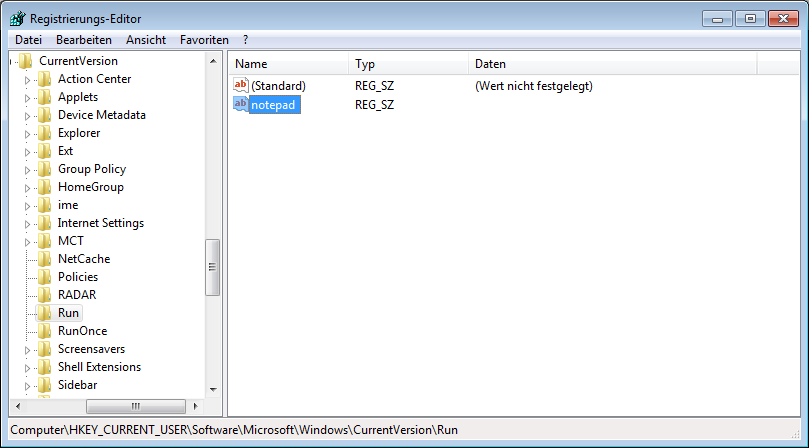 Registrierungs-Editor
Datei Bearbeiten Ansicht Favoriten ?
CurrentVersion
Action Center
Applets
Device Metadata
Explorer
Ext
Group Policy
HomeGroup
ime
Internet Settings
MCT
NetCache
Policies
RADAR
Run
RunOnce
Screensavers
Shell Extensions
Sidebar
Name Typ Daten
ab (Standard) REG_SZ (Wert nicht festgelegt)
ab notepad REG_SZ
Computer\HKEY_CURRENT_USER\Software\Microsoft\Windows\CurrentVersion\Run